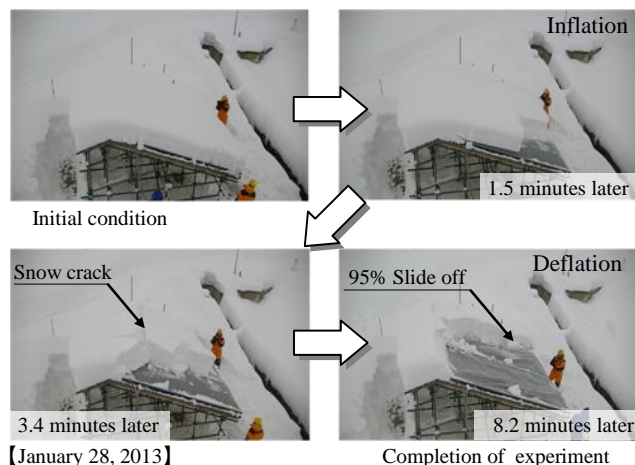 Inflation
1.5 minutes later
Initial condition
Snow crack
95% Slide off
Deflation
3.4 minutes later
8.2 minutes later
【January 28, 2013】
Completion of experiment